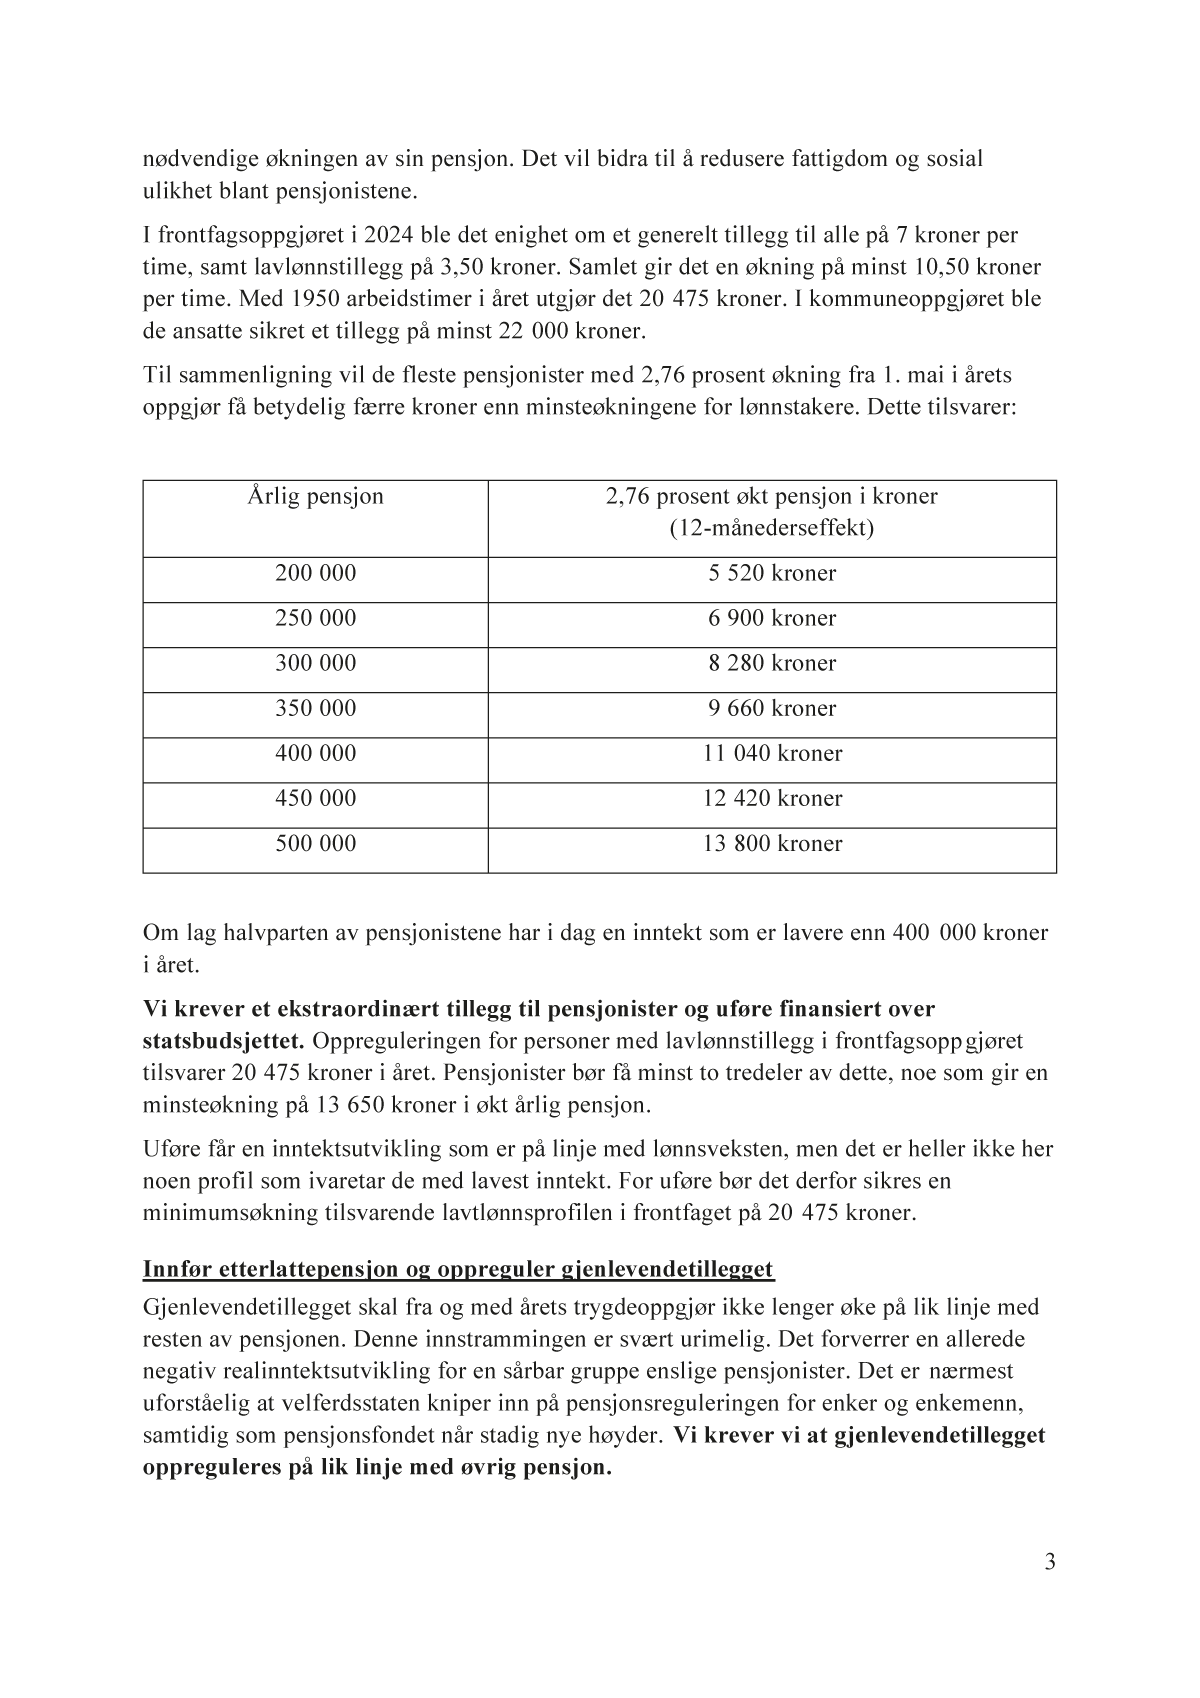 nødvendige økningen av sin pensjon. Det vil bidra til å redusere fattigdom og sosial
ulikhet blant pensjonistene.
I frontfagsoppgjøret i 2024 ble det enighet om et generelt tillegg til alle på 7 kroner per
time, samt lavlønnstillegg på 3,50 kroner. Samlet gir det en økning på minst 10,50 kroner
per time. Med 1950 arbeidstimer i året utgjør det 20 475 kroner. I kommuneoppgjøret ble
de ansatte sikret et tillegg på minst 22 000 kroner.
Til sammenligning vil de fleste pensjonister med 2,76 prosent økning fra 1. mai i årets
oppgjør få betydelig færre kroner enn minsteøkningene for lønnstakere. Dette tilsvarer:
Årlig pensjon 2,76 prosent økt pensjon i kroner
(12-månederseffekt)
200 000 5 520 kroner
250 000 6 900 kroner
300 000 8 280 kroner
350 000 9 660 kroner
400 000 11 040 kroner
450 000 12 420 kroner
500 000 13 800 kroner
Om lag halvparten av pensjonistene har i dag en inntekt som er lavere enn 400 000 kroner
i året.
Vi krever et ekstraordinært tillegg til pensjonister og uføre finansiert over
statsbudsjettet. Oppreguleringen for personer med lavlønnstillegg i frontfagsoppgjøret
tilsvarer 20 475 kroner i året. Pensjonister bør få minst to tredeler av dette, noe som gir en
minsteøkning på 13 650 kroner i økt årlig pensjon.
Uføre får en inntektsutvikling som er på linje med lønnsveksten, men det er heller ikke her
noen profil som ivaretar de med lavest inntekt. For uføre bør det derfor sikres en
minimumsøkning tilsvarende lavtlønnsprofilen i frontfaget på 20 475 kroner.
Innfør etterlattepensjon og oppreguler gjenlevendetillegget
Gjenlevendetillegget skal fra og med årets trygdeoppgjør ikke lenger øke på lik linje med
resten av pensjonen. Denne innstrammingen er svært urimelig. Det forverrer en allerede
negativ realinntektsutvikling for en sårbar gruppe enslige pensjonister. Det er nærmest
uforståelig at velferdsstaten kniper inn på pensjonsreguleringen for enker og enkemenn,
samtidig som pensjonsfondet når stadig nye høyder. Vi krever vi at gjenlevendetillegget
oppreguleres på lik linje med øvrig pensjon.
3